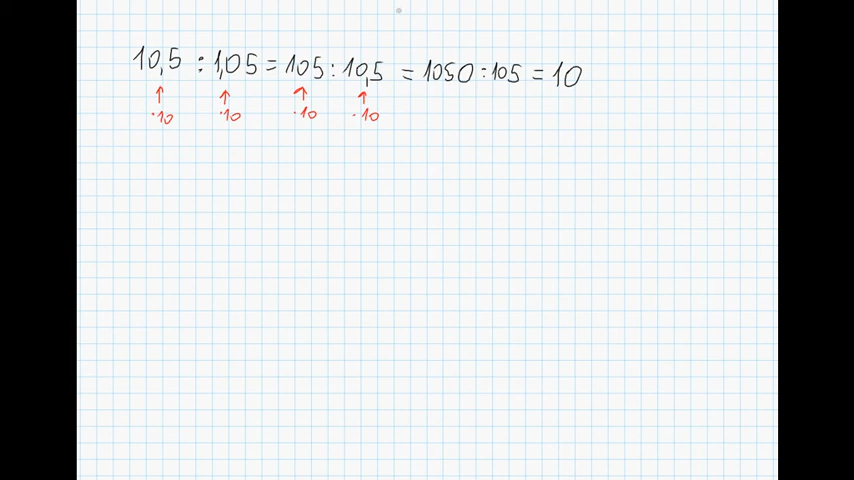 10,5 : 1,05 = 105 : 10,5 = 1050 : 105 = 10
↑ ↑ ↑ ↑
·10 ·10 ·10 ·10